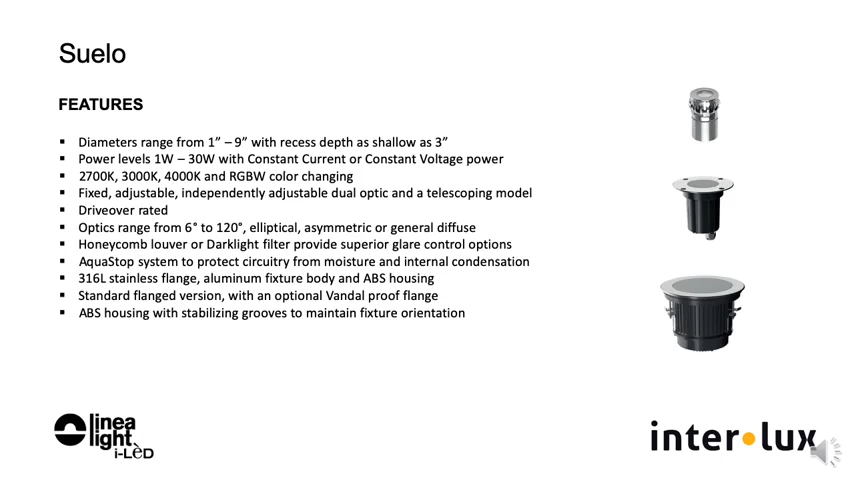 Suelo
FEATURES
▪ Diameters range from 1” – 9” with recess depth as shallow as 3”
▪ Power levels 1W – 30W with Constant Current or Constant Voltage power
▪ 2700K, 3000K, 4000K and RGBW color changing
▪ Fixed, adjustable, independently adjustable dual optic and a telescoping model
▪ Driveover rated
▪ Optics range from 6° to 120°, elliptical, asymmetric or general diffuse
▪ Honeycomb louver or Darklight filter provide superior glare control options
▪ AquaStop system to protect circuitry from moisture and internal condensation
▪ 316L stainless flange, aluminum fixture body and ABS housing
▪ Standard flanged version, with an optional Vandal proof flange
▪ ABS housing with stabilizing grooves to maintain fixture orientation
linea
light
i-LèD
inter•lux